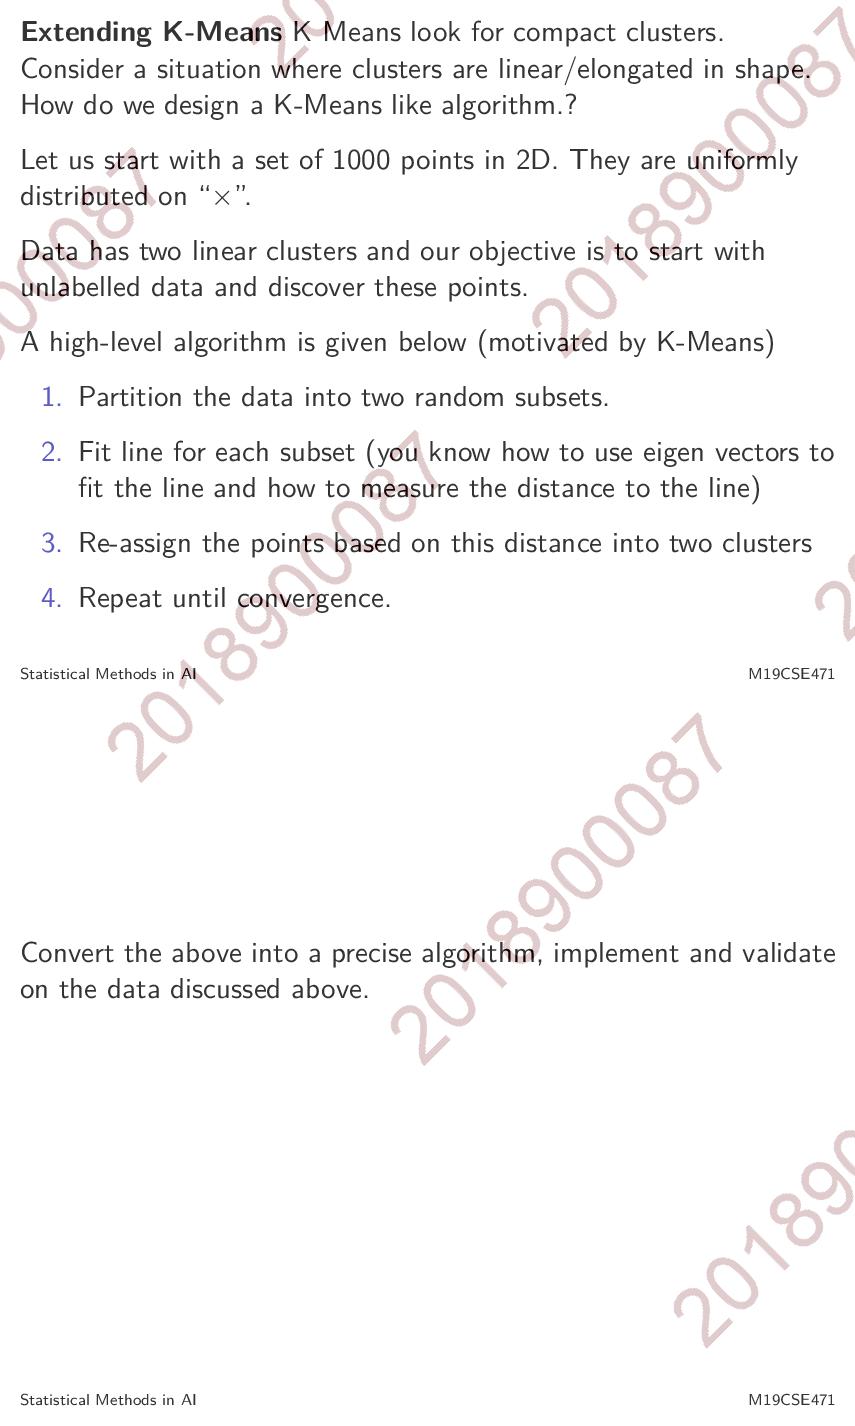 Extending K-Means K Means look for compact clusters.
Consider a situation where clusters are linear/elongated in shape.
How do we design a K-Means like algorithm.?
Let us start with a set of 1000 points in 2D. They are uniformly
distributed on “×”.
Data has two linear clusters and our objective is to start with
unlabelled data and discover these points.
A high-level algorithm is given below (motivated by K-Means)
1. Partition the data into two random subsets.
2. Fit line for each subset (you know how to use eigen vectors to
fit the line and how to measure the distance to the line)
3. Re-assign the points based on this distance into two clusters
4. Repeat until convergence.
Statistical Methods in AI M19CSE471
Convert the above into a precise algorithm, implement and validate
on the data discussed above.
Statistical Methods in AI M19CSE471
20
2018900087
00087
2018900087
20
2018900087
201890